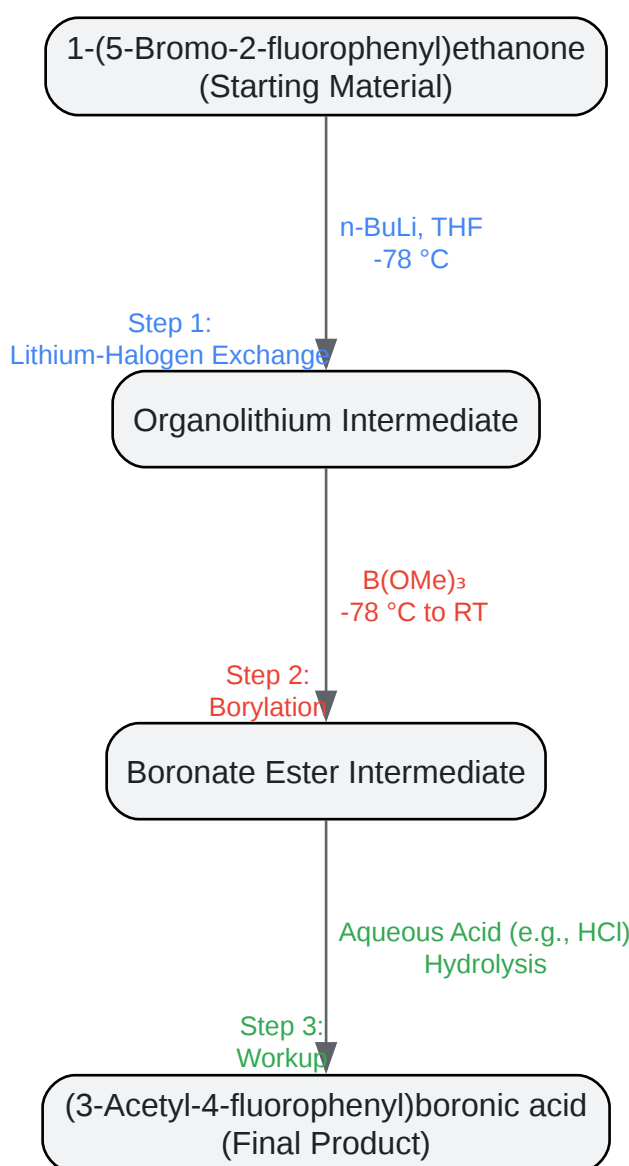 1-(5-Bromo-2-fluorophenyl)ethanone
(Starting Material)
n-BuLi, THF
-78 °C
Step 1:
Lithium-Halogen Exchange
Organolithium Intermediate
B(OMe)₃
-78 °C to RT
Step 2:
Borylation
Boronate Ester Intermediate
Aqueous Acid (e.g., HCl)
Hydrolysis
Step 3:
Workup
(3-Acetyl-4-fluorophenyl)boronic acid
(Final Product)